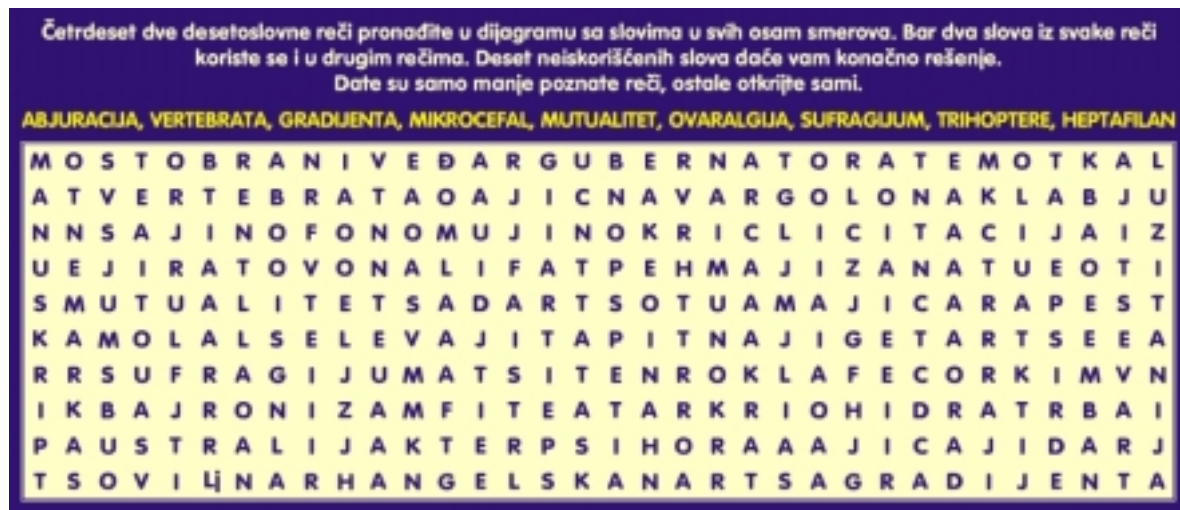 Četrdeset dve desetoslovne reči pronađite u dijagramu sa slovima u svih osam smerova. Bar dva slova iz svake reči
koriste se i u drugim rečima. Deset neiskorišćenih slova daće vam konačno rešenje.
Date su samo manje poznate reči, ostale otkrijte sami.
ABJURACIJA, VERTEBRATA, GRADIJENTA, MIKROCEFAL, MUTUALITET, OVARALGIJA, SUFRAGIJUM, TRIHOPTERE, HEPTAFILAN
M O S T O B R A N I V E Đ A R G U B E R N A T O R A T E M O T K A L
A T V E R T E B R A T A O A J I C N A V A R G O L O N A K L A B J U
N N S A J I N O F O N O M U J I N O K R I C L I C I T A C I J A I Z
U E J I R A T O V O N A L I F A T P E H M A J I Z A N A T U E O T I
S M U T U A L I T E T S A D A R T S O T U A M A J I C A R A P E S T
K A M O L A L S E L E V A J I T A P I T N A J I G E T A R T S E E A
R R S U F R A G I J U M A T S I T E N R O K L A F E C O R K I M V N
I K B A J R O N I Z A M F I T E A T A R K R I O H I D R A T R B A I
P A U S T R A L I J A K T E R P S I H O R A A A J I C A J I D A R J
T S O V I Lj N A R H A N G E L S K A N A R T S A G R A D I J E N T A